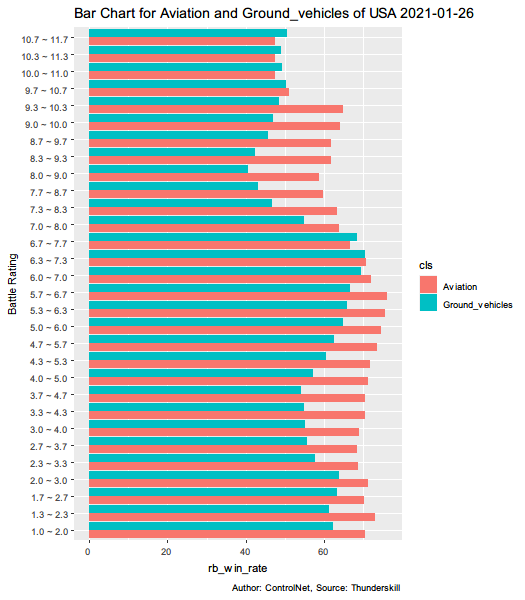 Bar Chart for Aviation and Ground_vehicles of USA 2021-01-26
Battle Rating
10.7 ~ 11.7
10.3 ~ 11.3
10.0 ~ 11.0
9.7 ~ 10.7
9.3 ~ 10.3
9.0 ~ 10.0
8.7 ~ 9.7
8.3 ~ 9.3
8.0 ~ 9.0
7.7 ~ 8.7
7.3 ~ 8.3
7.0 ~ 8.0
6.7 ~ 7.7
6.3 ~ 7.3
6.0 ~ 7.0
5.7 ~ 6.7
5.3 ~ 6.3
5.0 ~ 6.0
4.7 ~ 5.7
4.3 ~ 5.3
4.0 ~ 5.0
3.7 ~ 4.7
3.3 ~ 4.3
3.0 ~ 4.0
2.7 ~ 3.7
2.3 ~ 3.3
2.0 ~ 3.0
1.7 ~ 2.7
1.3 ~ 2.3
1.0 ~ 2.0
0 20 40 60
rb_win_rate
cls
Aviation
Ground_vehicles
Author: ControlNet, Source: Thunderskill